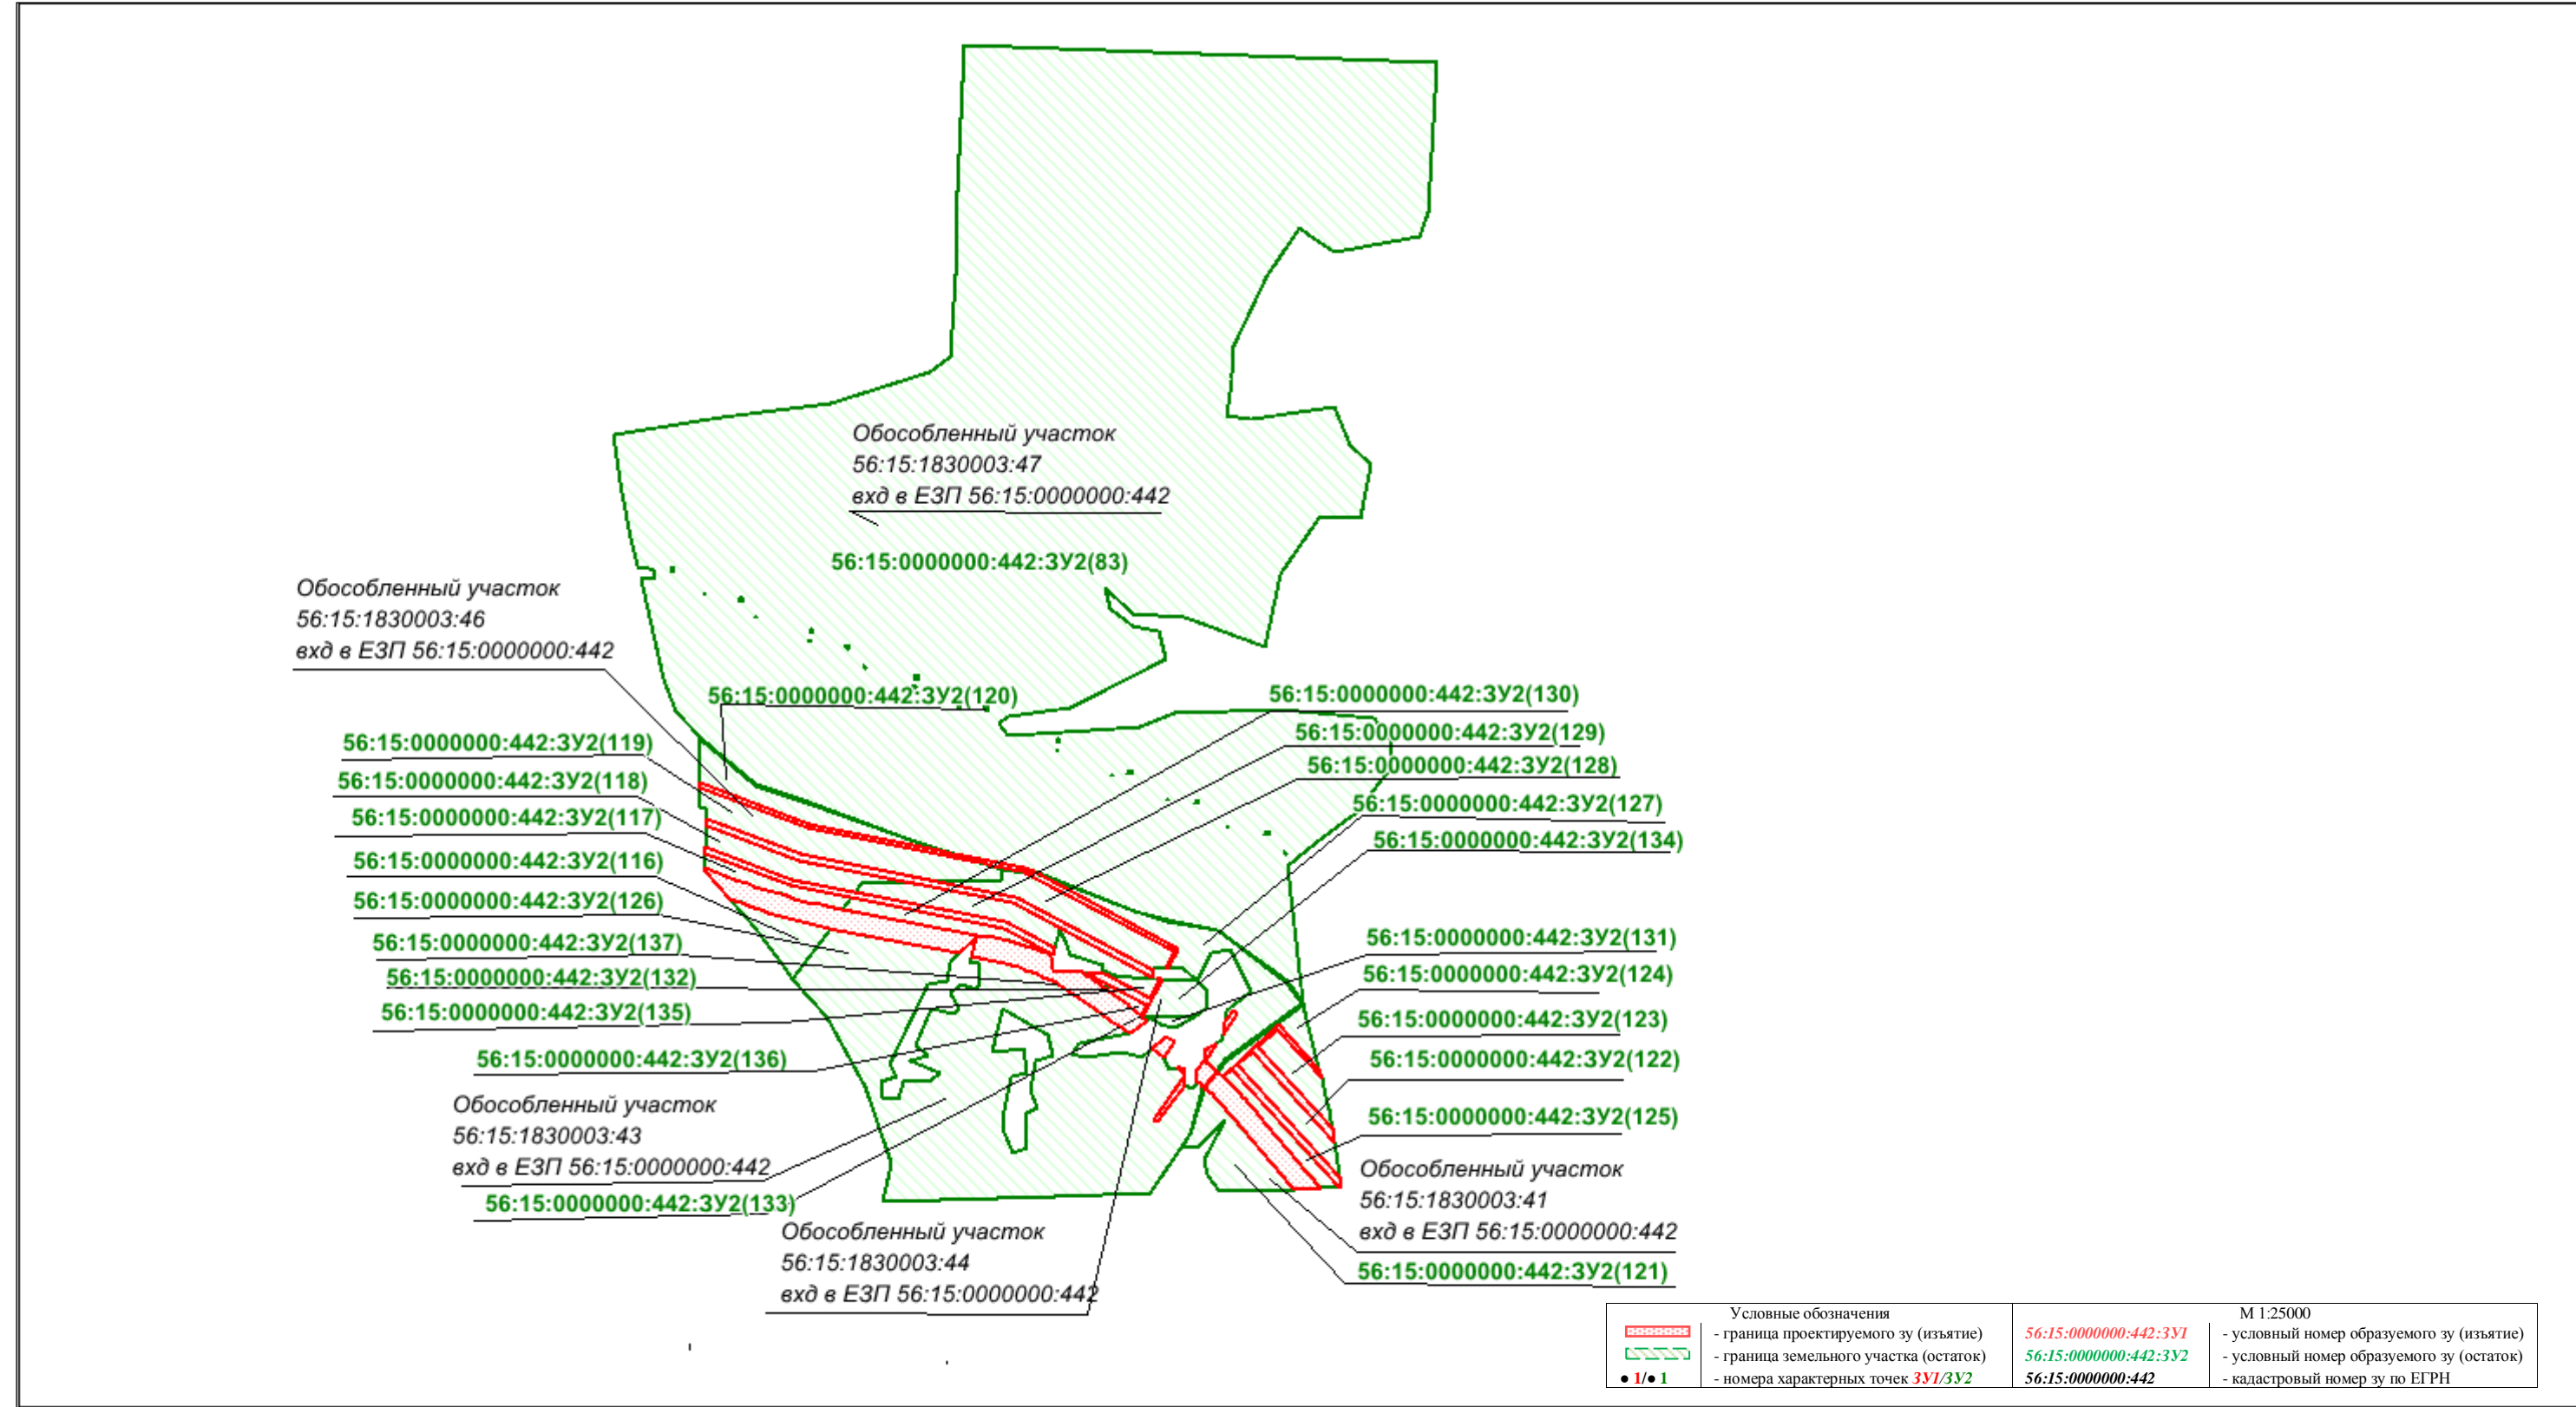 Обособленный участок
56:15:1830003:47
вхд в ЕЗП 56:15:0000000:442
56:15:0000000:442:ЗУ2(83)
Обособленный участок
56:15:1830003:46
вхд в ЕЗП 56:15:0000000:442
56:15:0000000:442:ЗУ2(120)
56:15:0000000:442:ЗУ2(119)
56:15:0000000:442:ЗУ2(118)
56:15:0000000:442:ЗУ2(117)
56:15:0000000:442:ЗУ2(116)
56:15:0000000:442:ЗУ2(126)
56:15:0000000:442:ЗУ2(137)
56:15:0000000:442:ЗУ2(132)
56:15:0000000:442:ЗУ2(135)
56:15:0000000:442:ЗУ2(136)
Обособленный участок
56:15:1830003:43
вхд в ЕЗП 56:15:0000000:442
56:15:0000000:442:ЗУ2(133)
Обособленный участок
56:15:1830003:44
вхд в ЕЗП 56:15:0000000:442
56:15:0000000:442:ЗУ2(130)
56:15:0000000:442:ЗУ2(129)
56:15:0000000:442:ЗУ2(128)
56:15:0000000:442:ЗУ2(127)
56:15:0000000:442:ЗУ2(134)
56:15:0000000:442:ЗУ2(131)
56:15:0000000:442:ЗУ2(124)
56:15:0000000:442:ЗУ2(123)
56:15:0000000:442:ЗУ2(122)
56:15:0000000:442:ЗУ2(125)
Обособленный участок
56:15:1830003:41
вхд в ЕЗП 56:15:0000000:442
56:15:0000000:442:ЗУ2(121)
Условные обозначения
- граница проектируемого зу (изъятие)
- граница земельного участка (остаток)
● 1/● 1 - номера характерных точек ЗУ1/ЗУ2
М 1:25000
56:15:0000000:442:ЗУ1 - условный номер образуемого зу (изъятие)
56:15:0000000:442:ЗУ2 - условный номер образуемого зу (остаток)
56:15:0000000:442 - кадастровый номер зу по ЕГРН